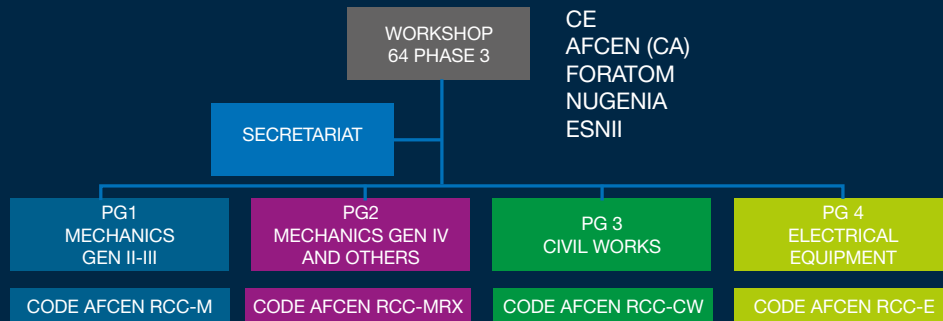 WORKSHOP
64 PHASE 3
CE
AFCEN (CA)
FORATOM
NUGENIA
ESNII
SECRETARIAT
PG1
MECHANICS
GEN II-III
PG2
MECHANICS GEN IV
AND OTHERS
PG 3
CIVIL WORKS
PG 4
ELECTRICAL
EQUIPMENT
CODE AFCEN RCC-M
CODE AFCEN RCC-MRX
CODE AFCEN RCC-CW
CODE AFCEN RCC-E